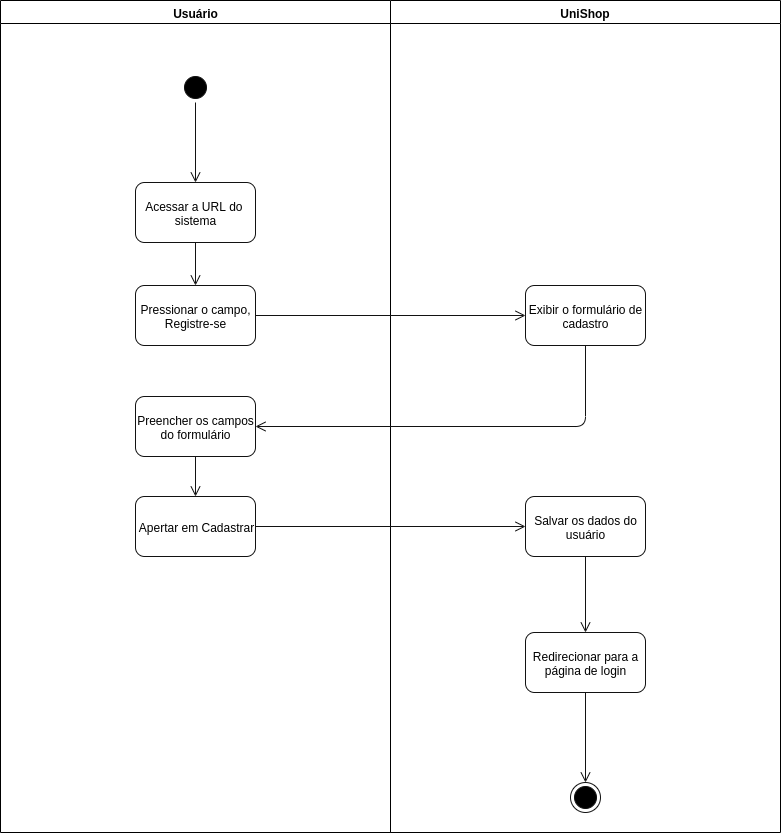 Usuário
UniShop
Acessar a URL do
sistema
Pressionar o campo,
Registre-se
Exibir o formulário de
cadastro
Preencher os campos
do formulário
Apertar em Cadastrar
Salvar os dados do
usuário
Redirecionar para a
página de login